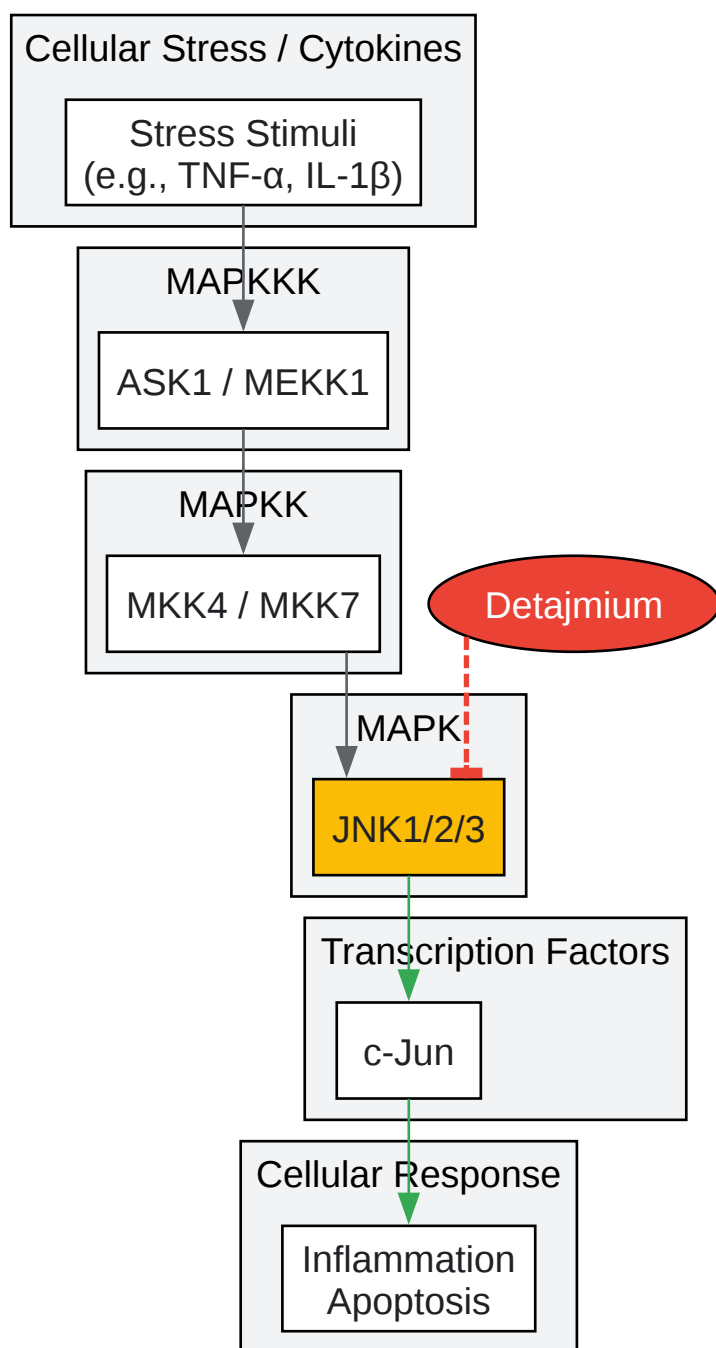 Cellular Stress / Cytokines
Stress Stimuli
(e.g., TNF-α, IL-1β)
MAPKKK
ASK1 / MEKK1
MAPKK
MKK4 / MKK7
Detajmium
MAPK
JNK1/2/3
Transcription Factors
c-Jun
Cellular Response
Inflammation
Apoptosis